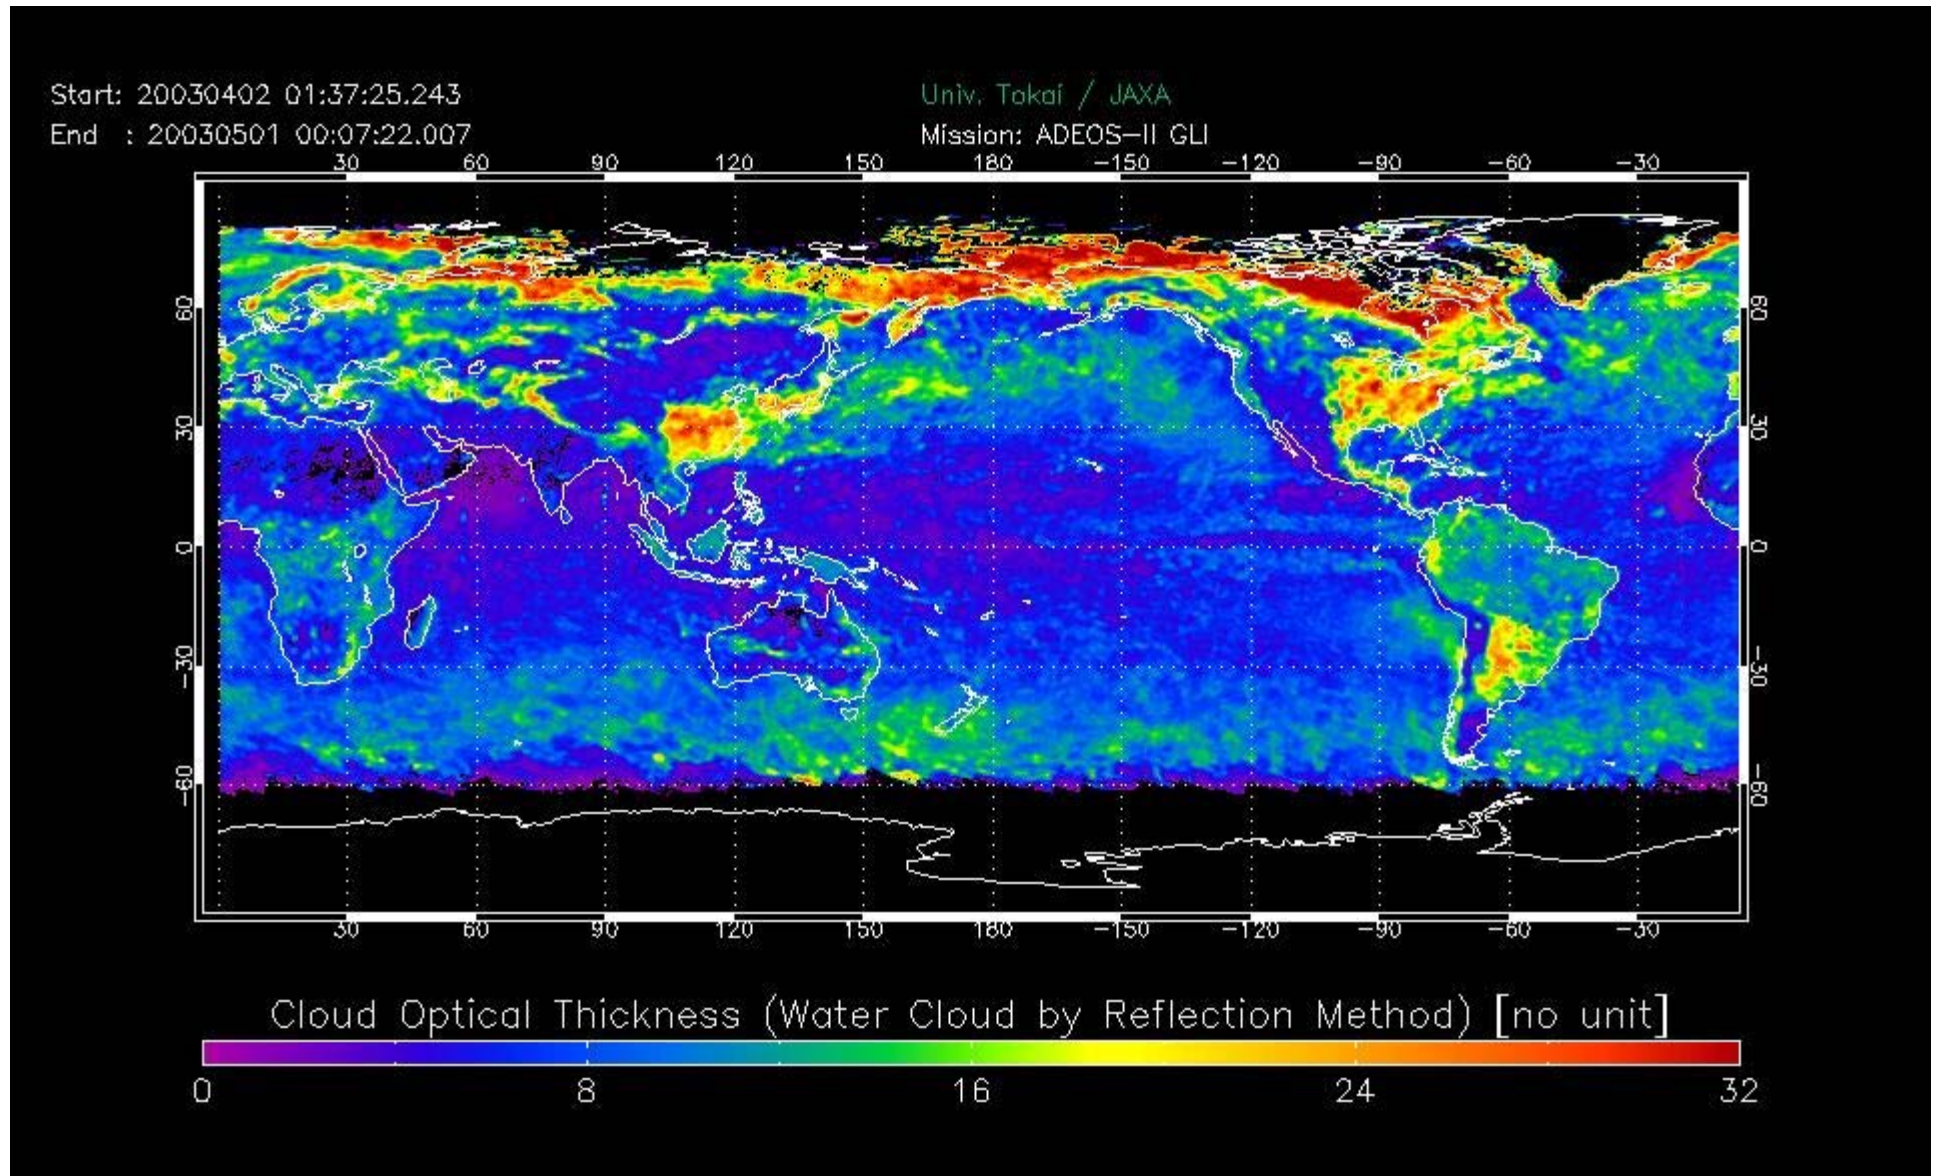 Start: 20030402 01:37:25.243
Univ. Tokai / JAXA
End : 20030501 00:07:22.007
Mission: ADEOS-II GLI
30 60 90 120 150 180 -150 -120 -90 -60 -30
60 60
30 30
0 0
-30 -30
-60 -60
30 60 90 120 150 180 -150 -120 -90 -60 -30
Cloud Optical Thickness (Water Cloud by Reflection Method) [no unit]
0 8 16 24 32